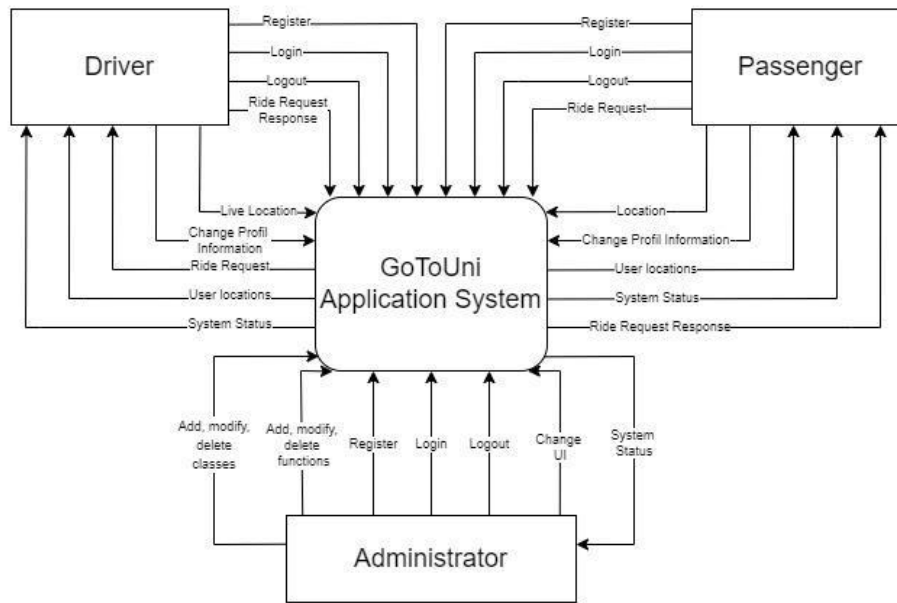 Driver
Register
Login
Logout
Ride Request
Response
Live Location
Change Profil
Information
Ride Request
User locations
System Status
Passenger
Register
Login
Logout
Ride Request
Location
Change Profil Information
User locations
System Status
Ride Request Response
GoToUni
Application System
Add, modify,
delete
classes
Add, modify,
delete
functions
Register
Login
Logout
Change
UI
System
Status
Administrator